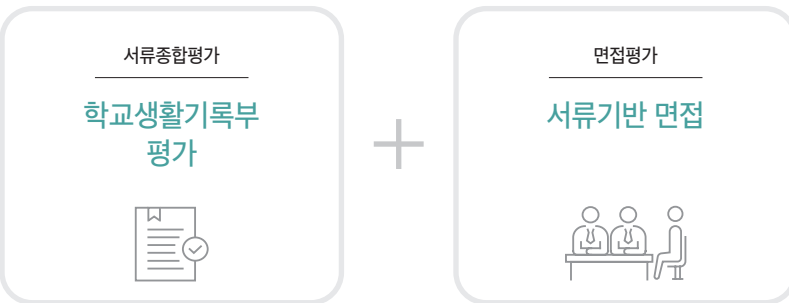 서류종합평가
학교생활기록부
평가
+
면접평가
서류기반 면접